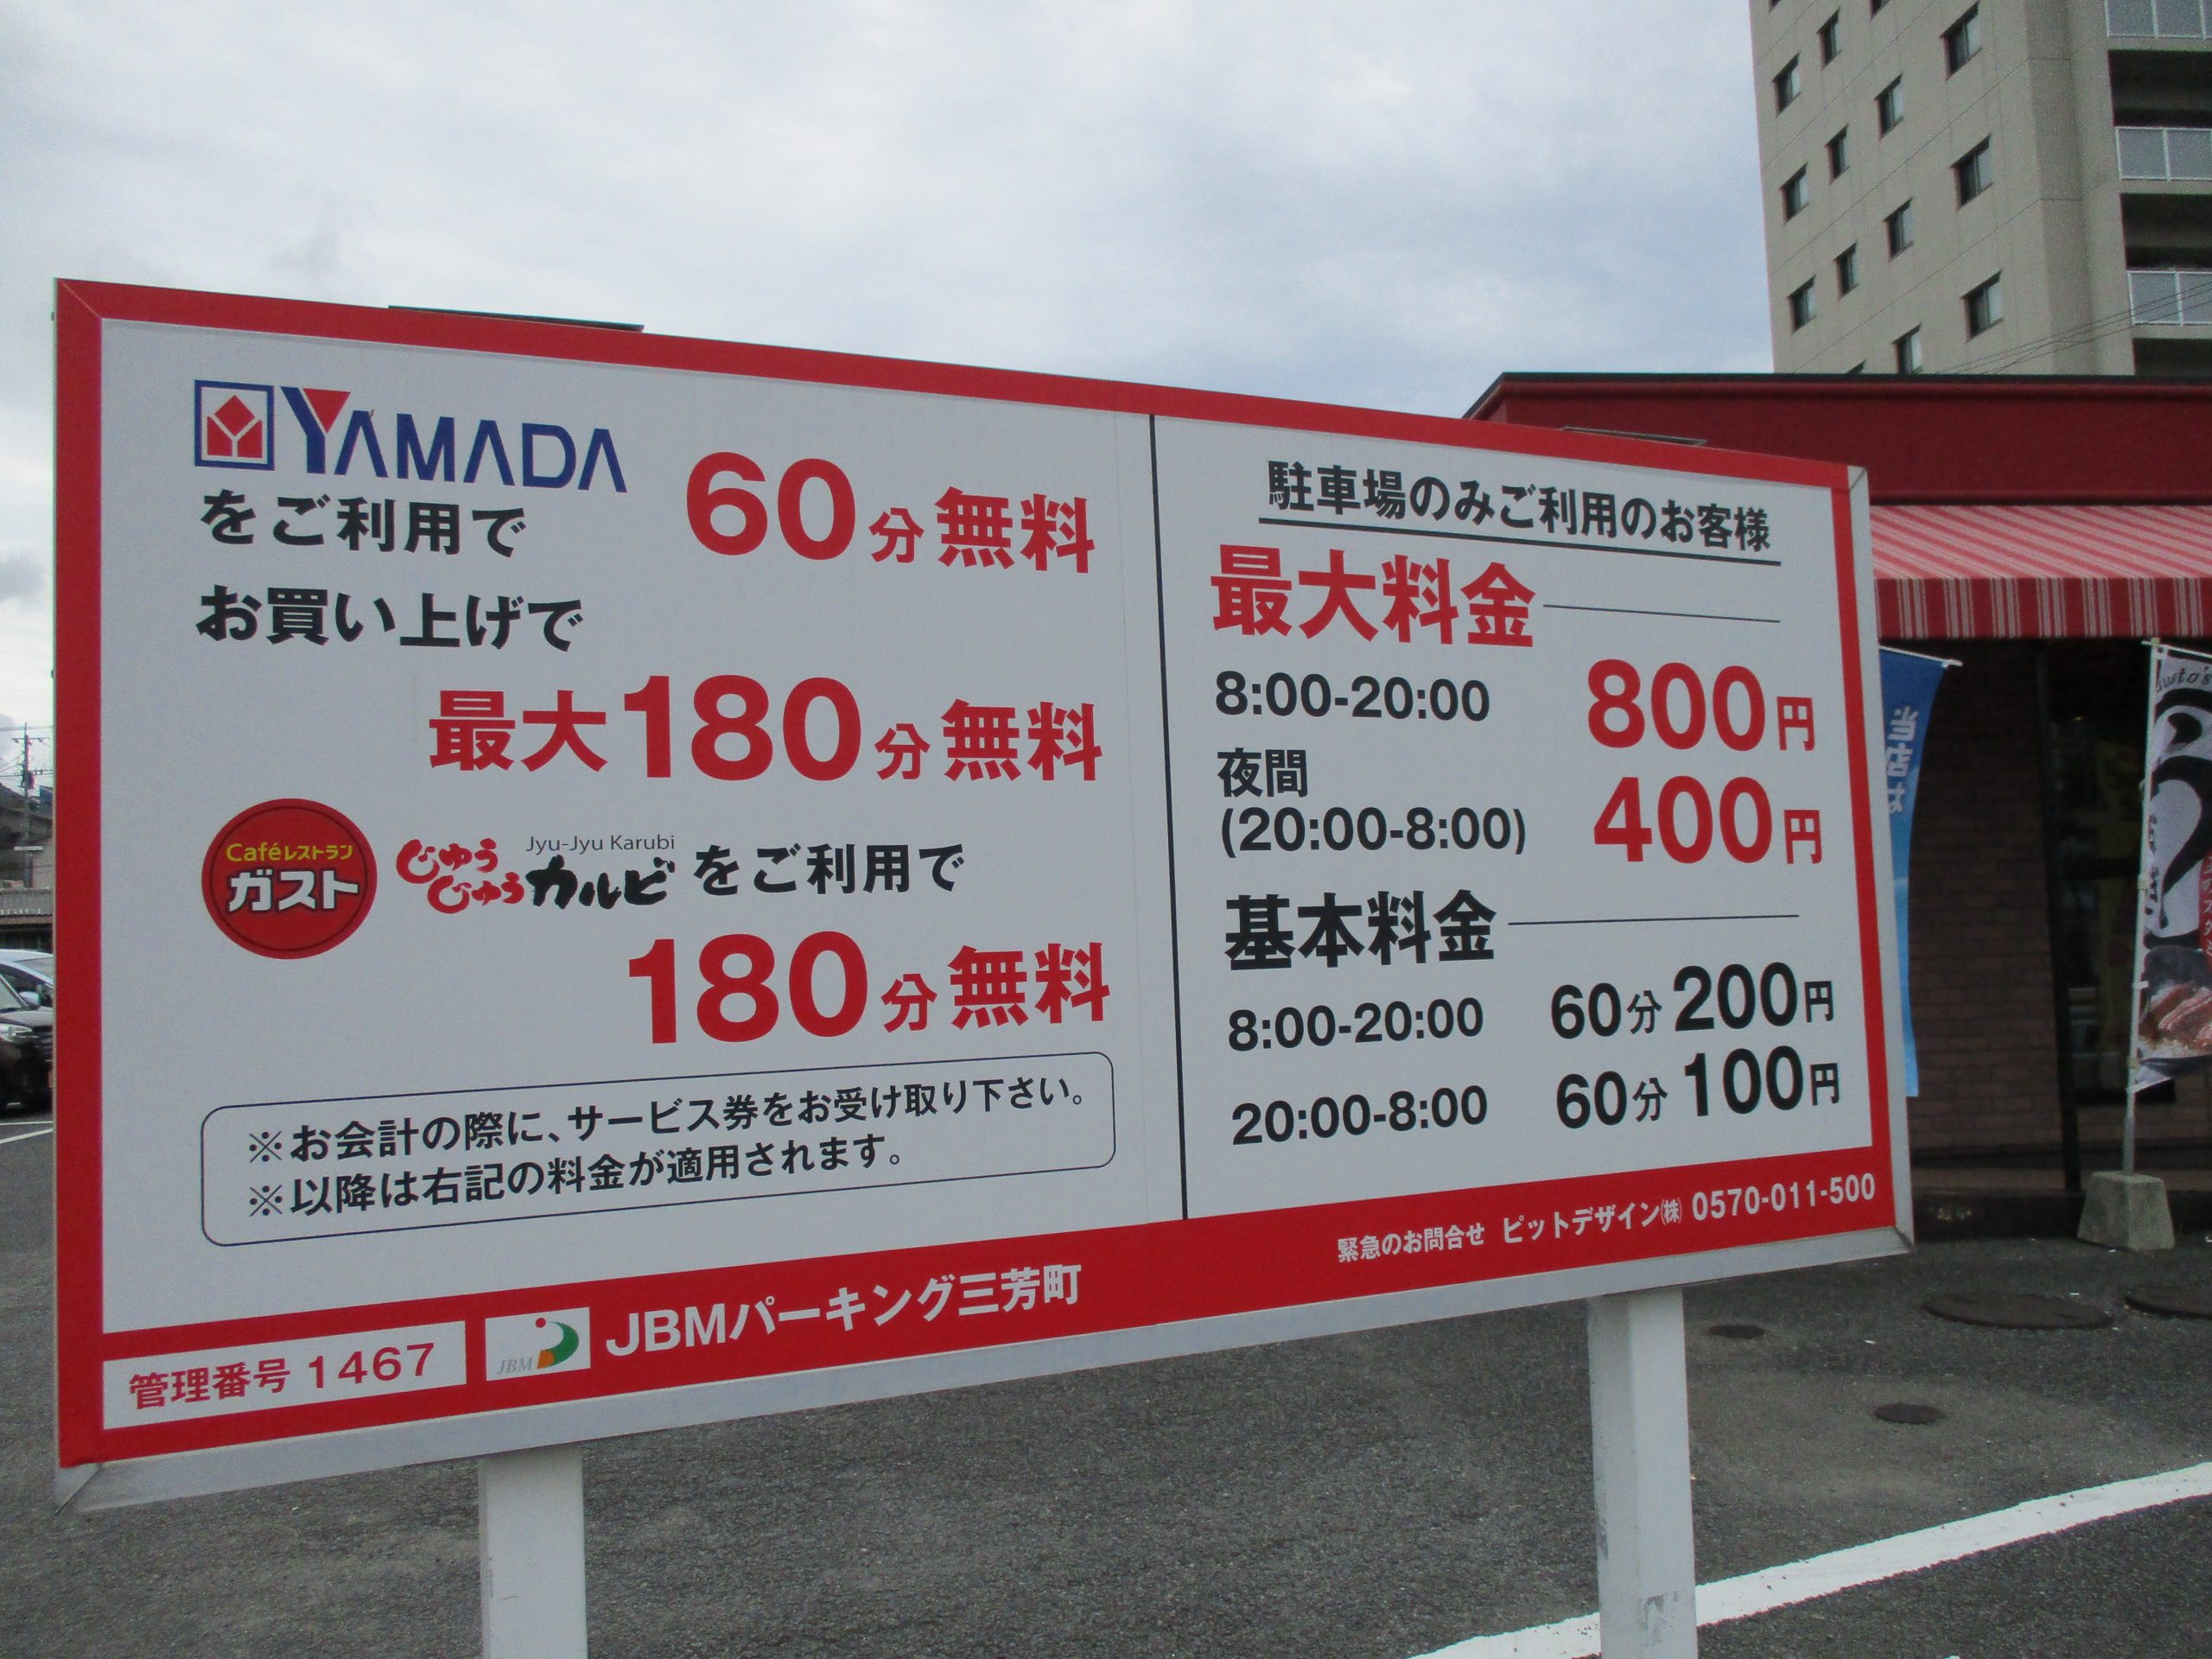 YAMADA
をご利用で 60分無料
お買い上げで
最大180分無料
Caféレストラン
ガスト
じゅうじゅうカルビ Jyu-Jyu Karubi をご利用で
180分無料
※お会計の際に、サービス券をお受け取り下さい。
※以降は右記の料金が適用されます。
駐車場のみご利用のお客様
最大料金
8:00-20:00 800円
夜間
(20:00-8:00) 400円
基本料金
8:00-20:00 60分 200円
20:00-8:00 60分 100円
緊急のお問合せ ピットデザイン㈱ 0570-011-500
管理番号 1467
JBM
JBMパーキング三芳町
当店は